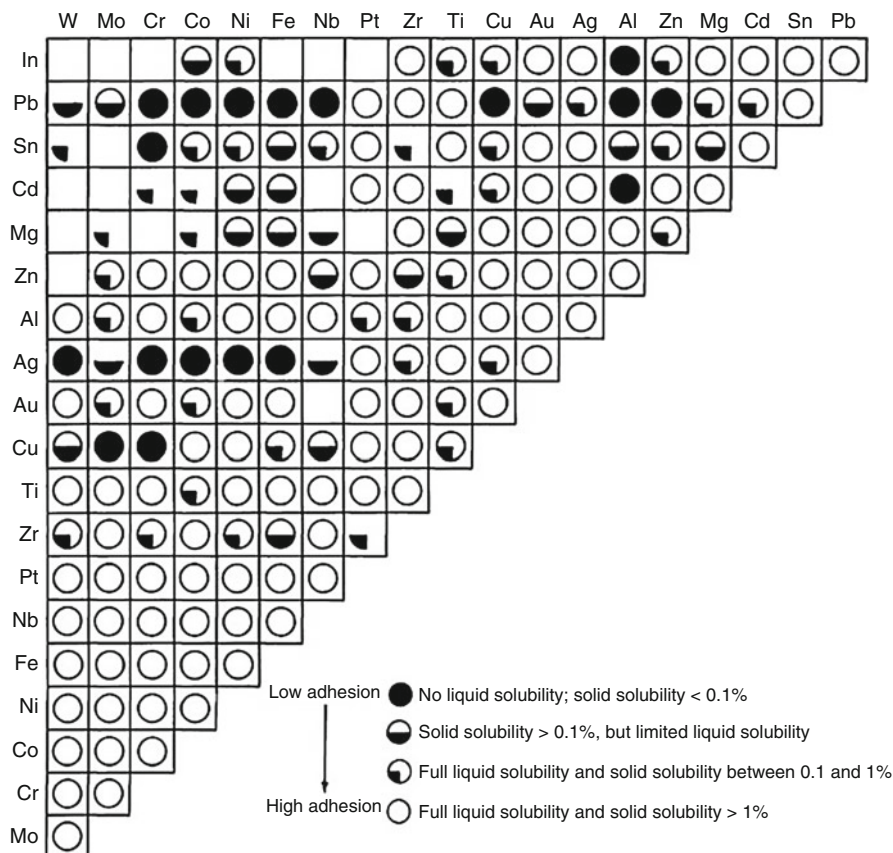 W Mo Cr Co Ni Fe Nb Pt Zr Ti Cu Au Ag Al Zn Mg Cd Sn Pb
In
Pb
Sn
Cd
Mg
Zn
Al
Ag
Au
Cu
Ti
Zr
Pt
Nb
Fe
Ni
Co
Cr
Mo
Low adhesion
No liquid solubility; solid solubility < 0.1%
Solid solubility > 0.1%, but limited liquid solubility
Full liquid solubility and solid solubility between 0.1 and 1%
High adhesion
Full liquid solubility and solid solubility > 1%